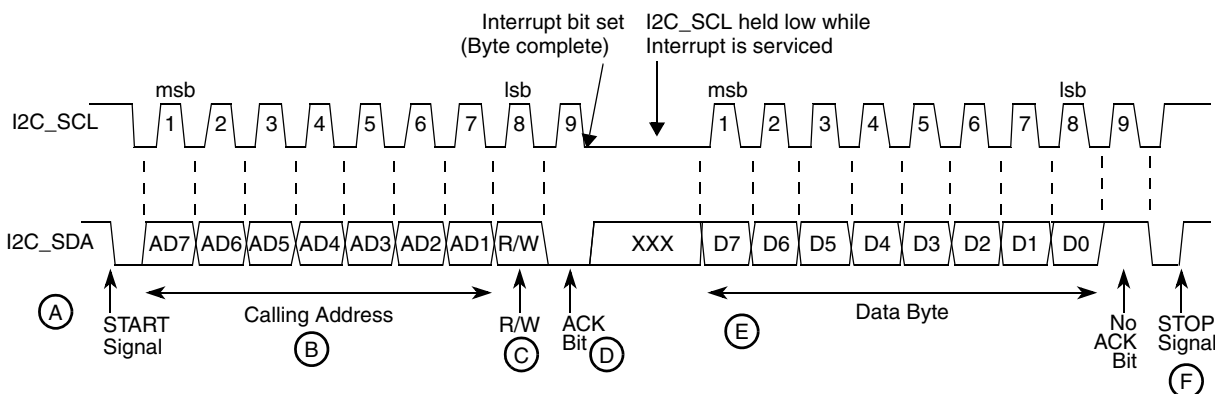 Interrupt bit set
(Byte complete)
I2C_SCL held low while
Interrupt is serviced
msb
lsb
msb
lsb
I2C_SCL
1 2 3 4 5 6 7 8 9 1 2 3 4 5 6 7 8 9
I2C_SDA
AD7 AD6 AD5 AD4 AD3 AD2 AD1 R/W XXX D7 D6 D5 D4 D3 D2 D1 D0
A
START
Signal
Calling Address
B
R/W
C
ACK
Bit
D
E
Data Byte
No
ACK
Bit
STOP
Signal
F